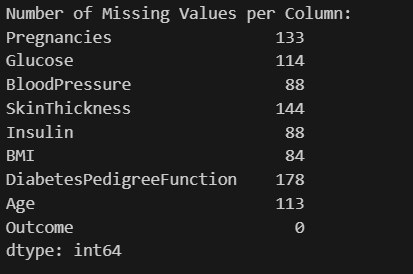 Number of Missing Values per Column:
Pregnancies                 133
Glucose                     114
BloodPressure                88
SkinThickness               144
Insulin                      88
BMI                          84
DiabetesPedigreeFunction    178
Age                         113
Outcome                       0
dtype: int64